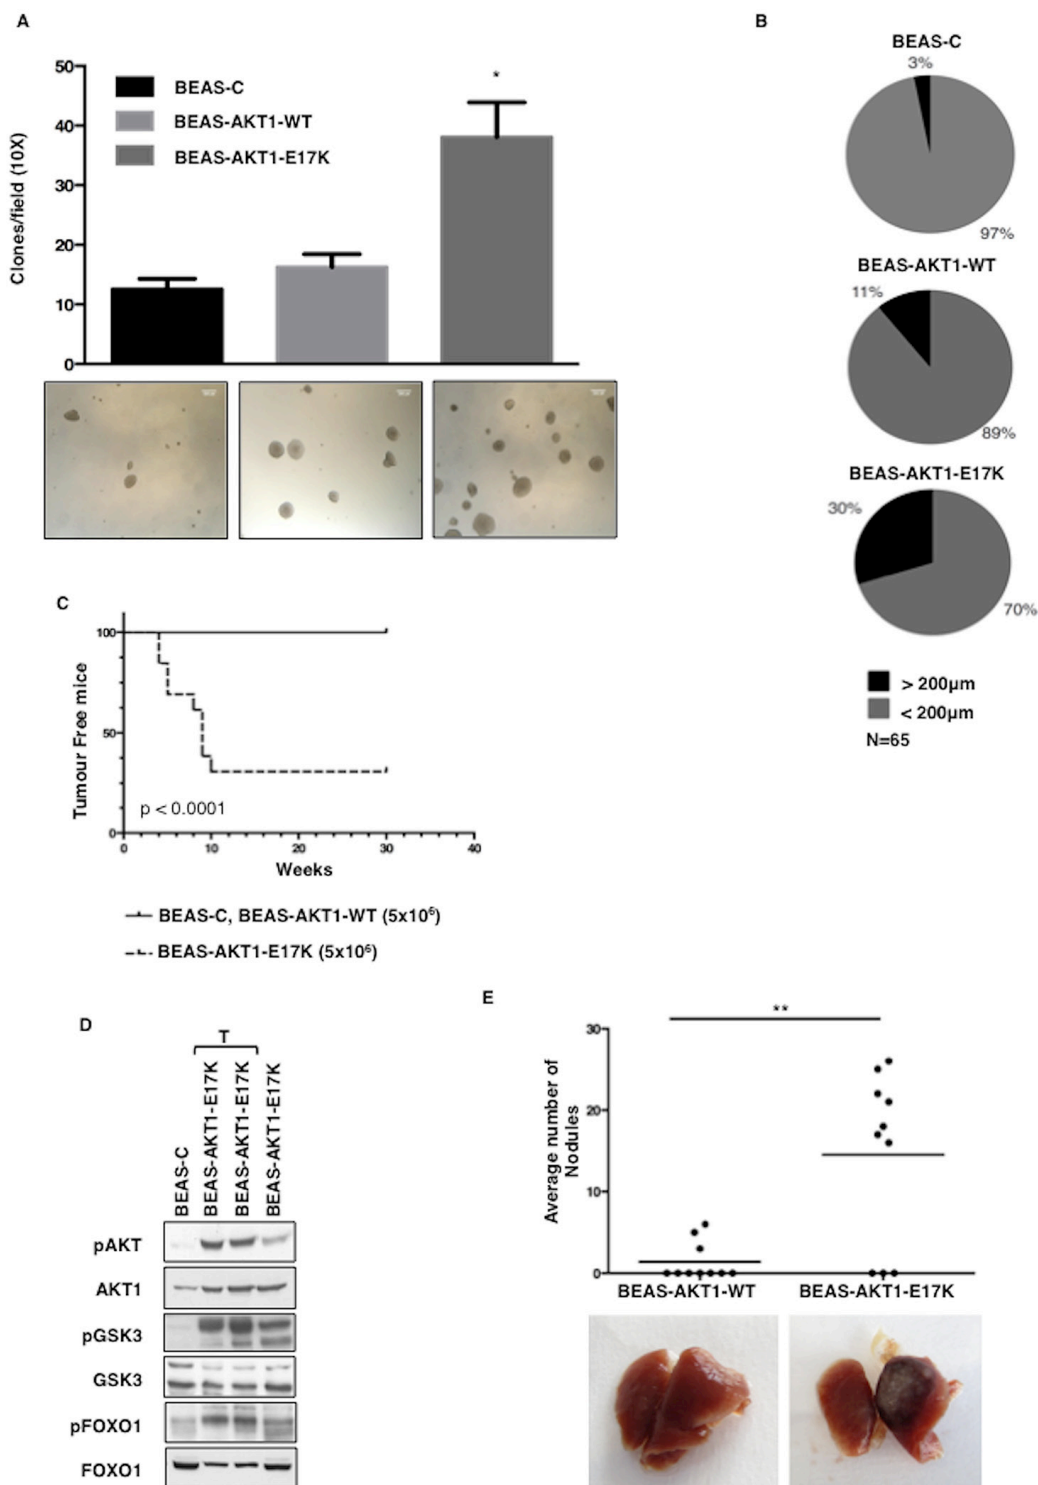 A
50
40
30
20
10
0
Clones/field (10X)
BEAS-C
BEAS-AKT1-WT
BEAS-AKT1-E17K
*
B
BEAS-C
3%
97%
BEAS-AKT1-WT
11%
89%
BEAS-AKT1-E17K
30%
70%
> 200µm
< 200µm
N=65
C
100
50
0
Tumour Free mice
p < 0.0001
0 10 20 30 40
Weeks
BEAS-C, BEAS-AKT1-WT (5x10⁶)
BEAS-AKT1-E17K (5x10⁶)
D
T
BEAS-C
BEAS-AKT1-E17K
BEAS-AKT1-E17K
BEAS-AKT1-E17K
pAKT
AKT1
pGSK3
GSK3
pFOXO1
FOXO1
E
**
30
20
10
0
Average number of
Nodules
BEAS-AKT1-WT BEAS-AKT1-E17K